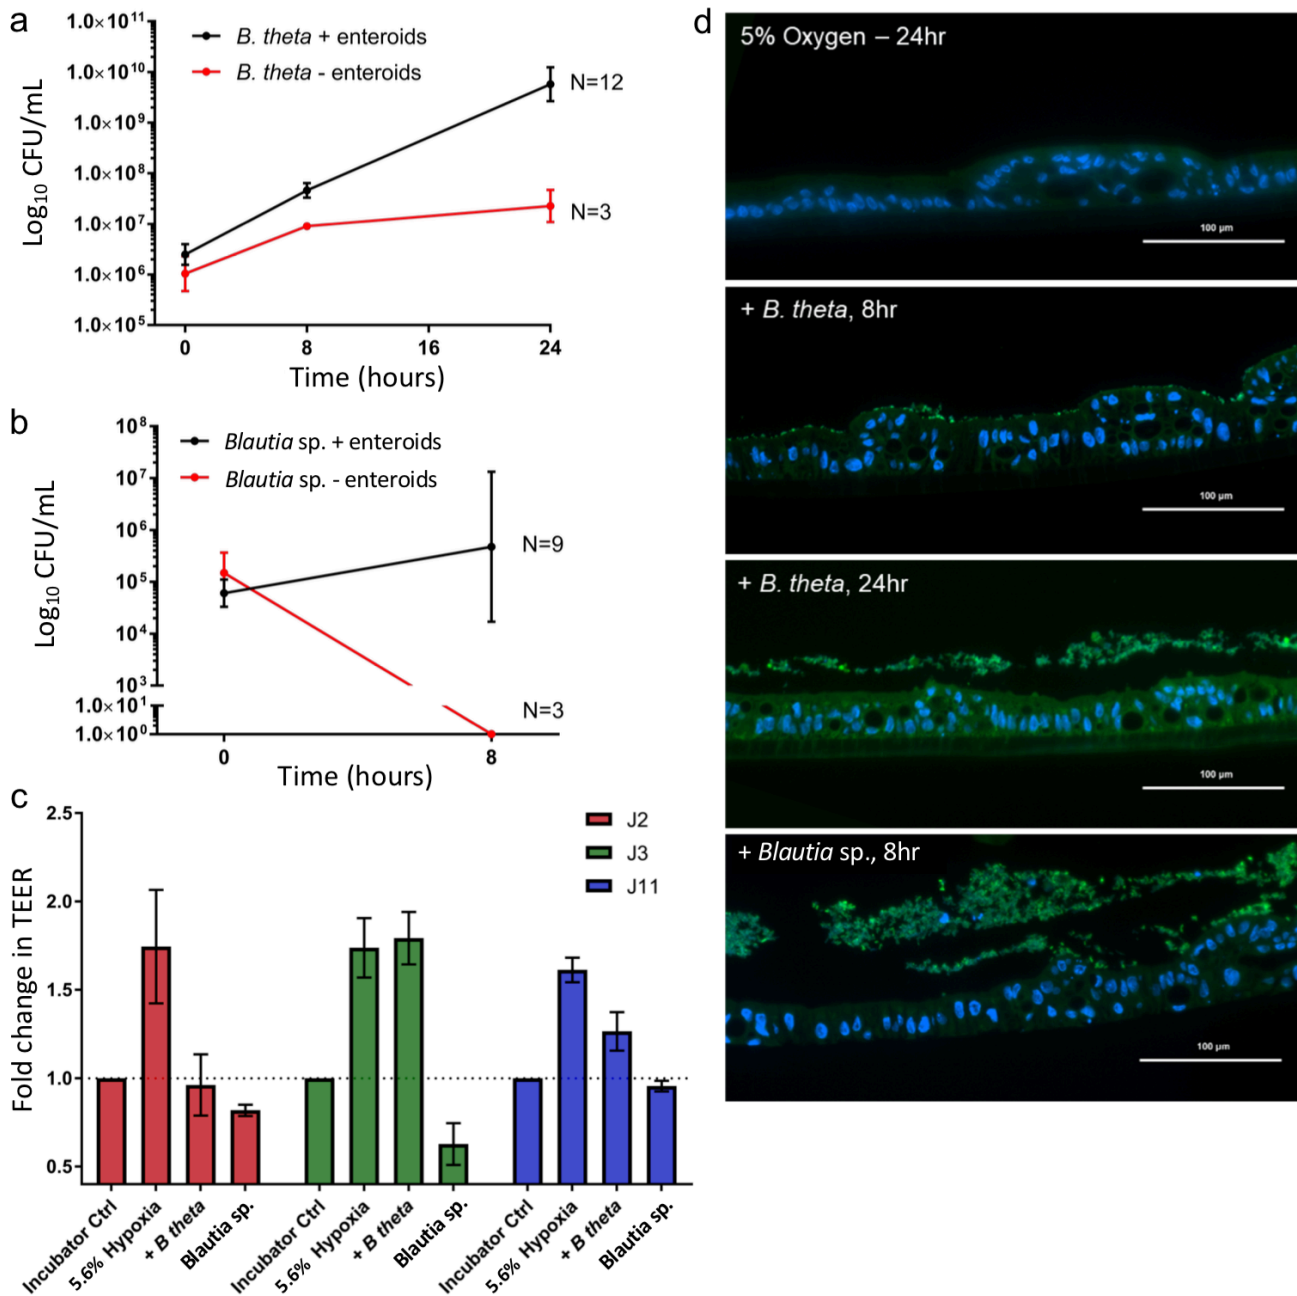 a
1.0×10¹¹
1.0×10¹⁰
1.0×10⁹
1.0×10⁸
1.0×10⁷
1.0×10⁶
1.0×10⁵
Log₁₀ CFU/mL
B. theta + enteroids
B. theta - enteroids
N=12
N=3
0 8 16 24
Time (hours)
b
10⁸
10⁷
10⁶
10⁵
10⁴
10³
1.0×10¹
1.0×10⁰
Log₁₀ CFU/mL
Blautia sp. + enteroids
Blautia sp. - enteroids
N=9
N=3
0 8
Time (hours)
c
2.5
2.0
1.5
1.0
0.5
Fold change in TEER
J2
J3
J11
Incubator Ctrl
5.6% Hypoxia
+ B theta
Blautia sp.
Incubator Ctrl
5.6% Hypoxia
+ B theta
Blautia sp.
Incubator Ctrl
5.6% Hypoxia
+ B theta
Blautia sp.
d
5% Oxygen – 24hr
100 µm
+ B. theta, 8hr
100 µm
+ B. theta, 24hr
100 µm
+ Blautia sp., 8hr
100 µm